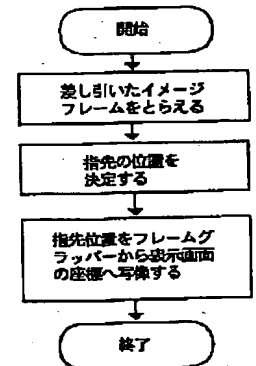 開始
差し引いたイメージ
フレームをとらえる
指先の位置を
決定する
指先位置をフレームグ
ラッパーから表示画面
の座標へ写像する
終了